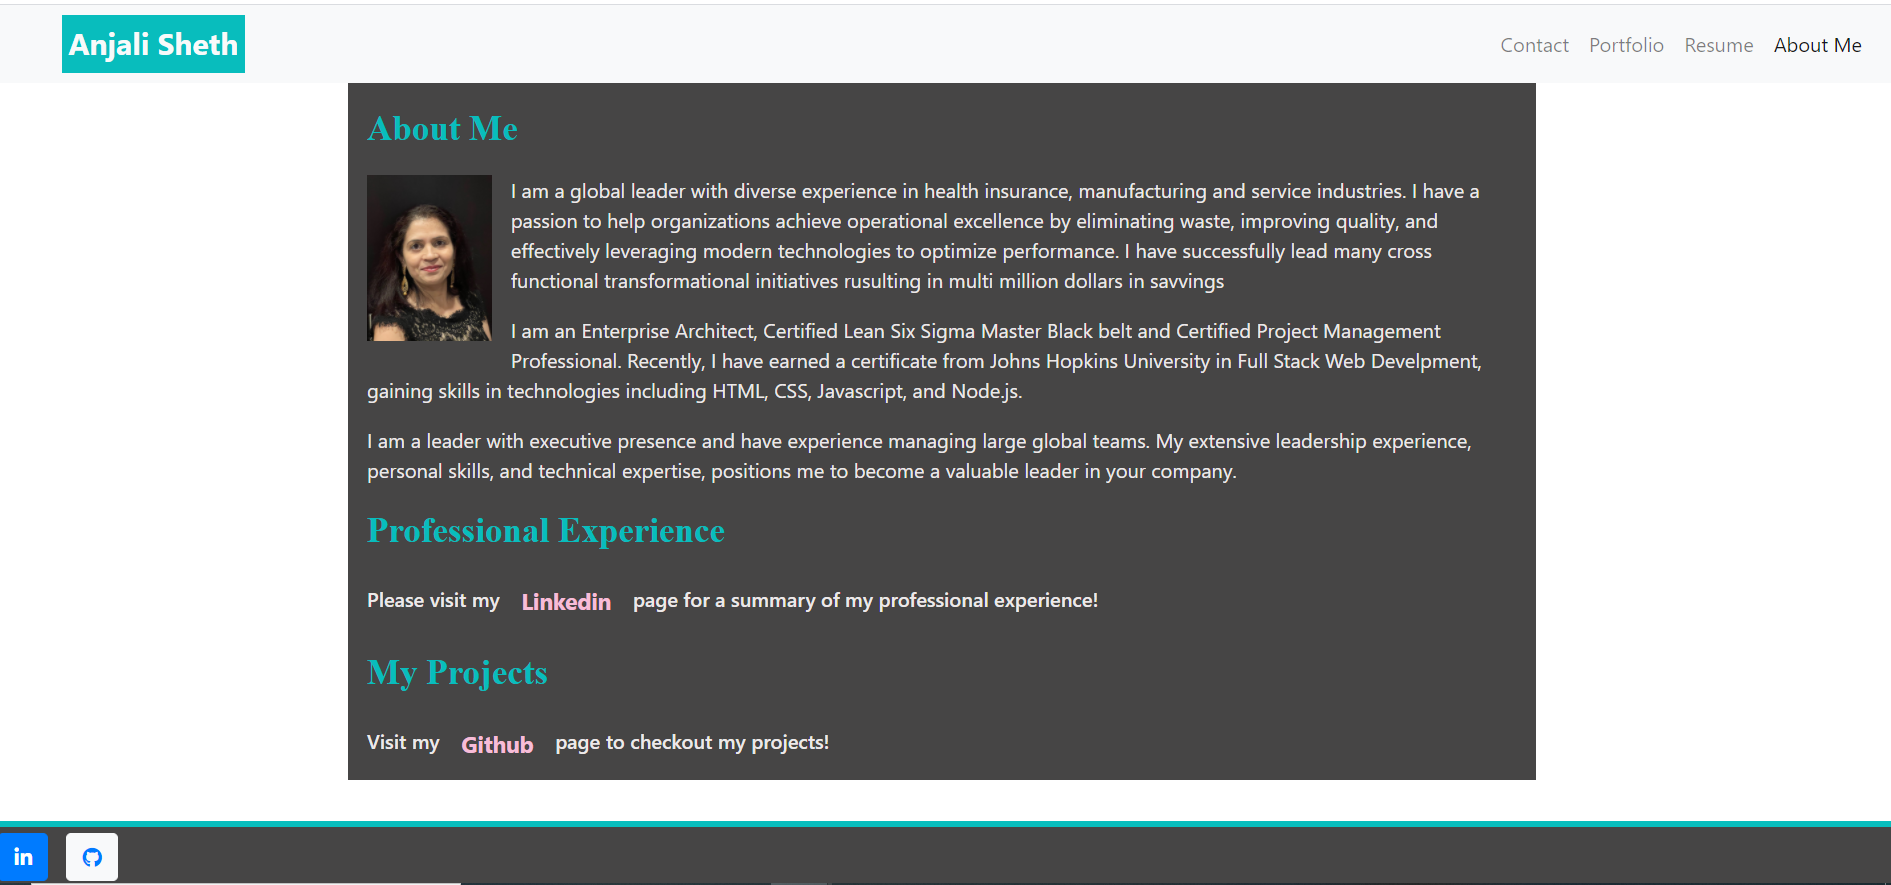 Anjali Sheth
Contact Portfolio Resume About Me
About Me
I am a global leader with diverse experience in health insurance, manufacturing and service industries. I have a
passion to help organizations achieve operational excellence by eliminating waste, improving quality, and
effectively leveraging modern technologies to optimize performance. I have successfully lead many cross
functional transformational initiatives rusulting in multi million dollars in savvings
I am an Enterprise Architect, Certified Lean Six Sigma Master Black belt and Certified Project Management
Professional. Recently, I have earned a certificate from Johns Hopkins University in Full Stack Web Develpment,
gaining skills in technologies including HTML, CSS, Javascript, and Node.js.
I am a leader with executive presence and have experience managing large global teams. My extensive leadership experience,
personal skills, and technical expertise, positions me to become a valuable leader in your company.
Professional Experience
Please visit my Linkedin page for a summary of my professional experience!
My Projects
Visit my Github page to checkout my projects!
in